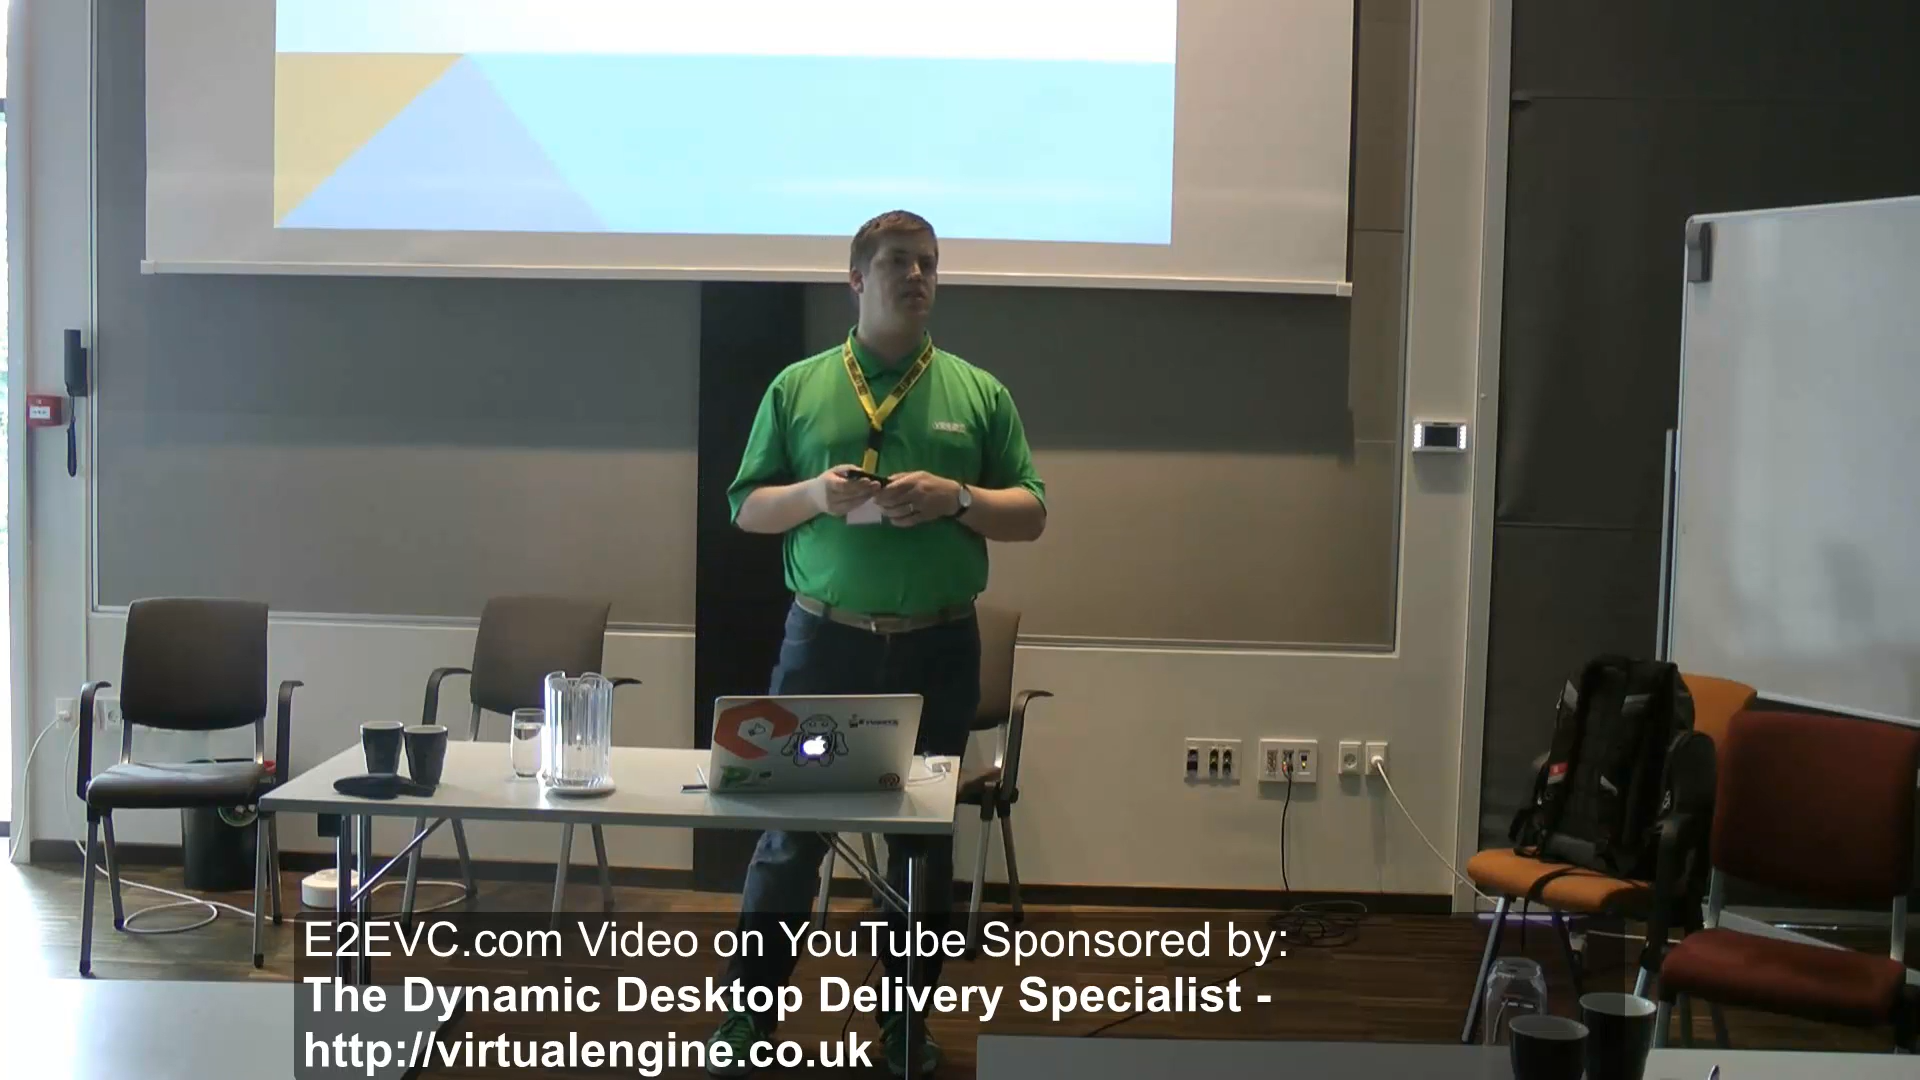 E2EVC.com Video on YouTube Sponsored by:
The Dynamic Desktop Delivery Specialist -
http://virtualengine.co.uk